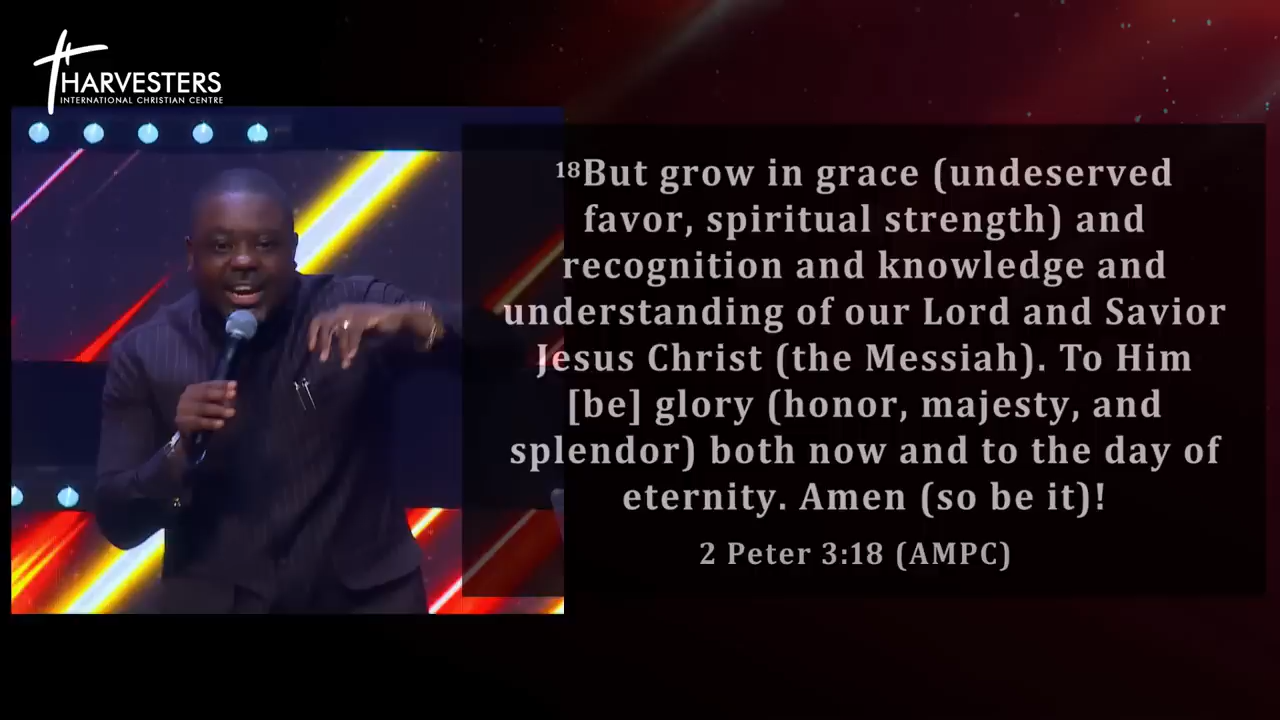 HARVESTERS
INTERNATIONAL CHRISTIAN CENTRE
18But grow in grace (undeserved
favor, spiritual strength) and
recognition and knowledge and
understanding of our Lord and Savior
Jesus Christ (the Messiah). To Him
[be] glory (honor, majesty, and
splendor) both now and to the day of
eternity. Amen (so be it)!
2 Peter 3:18 (AMPC)